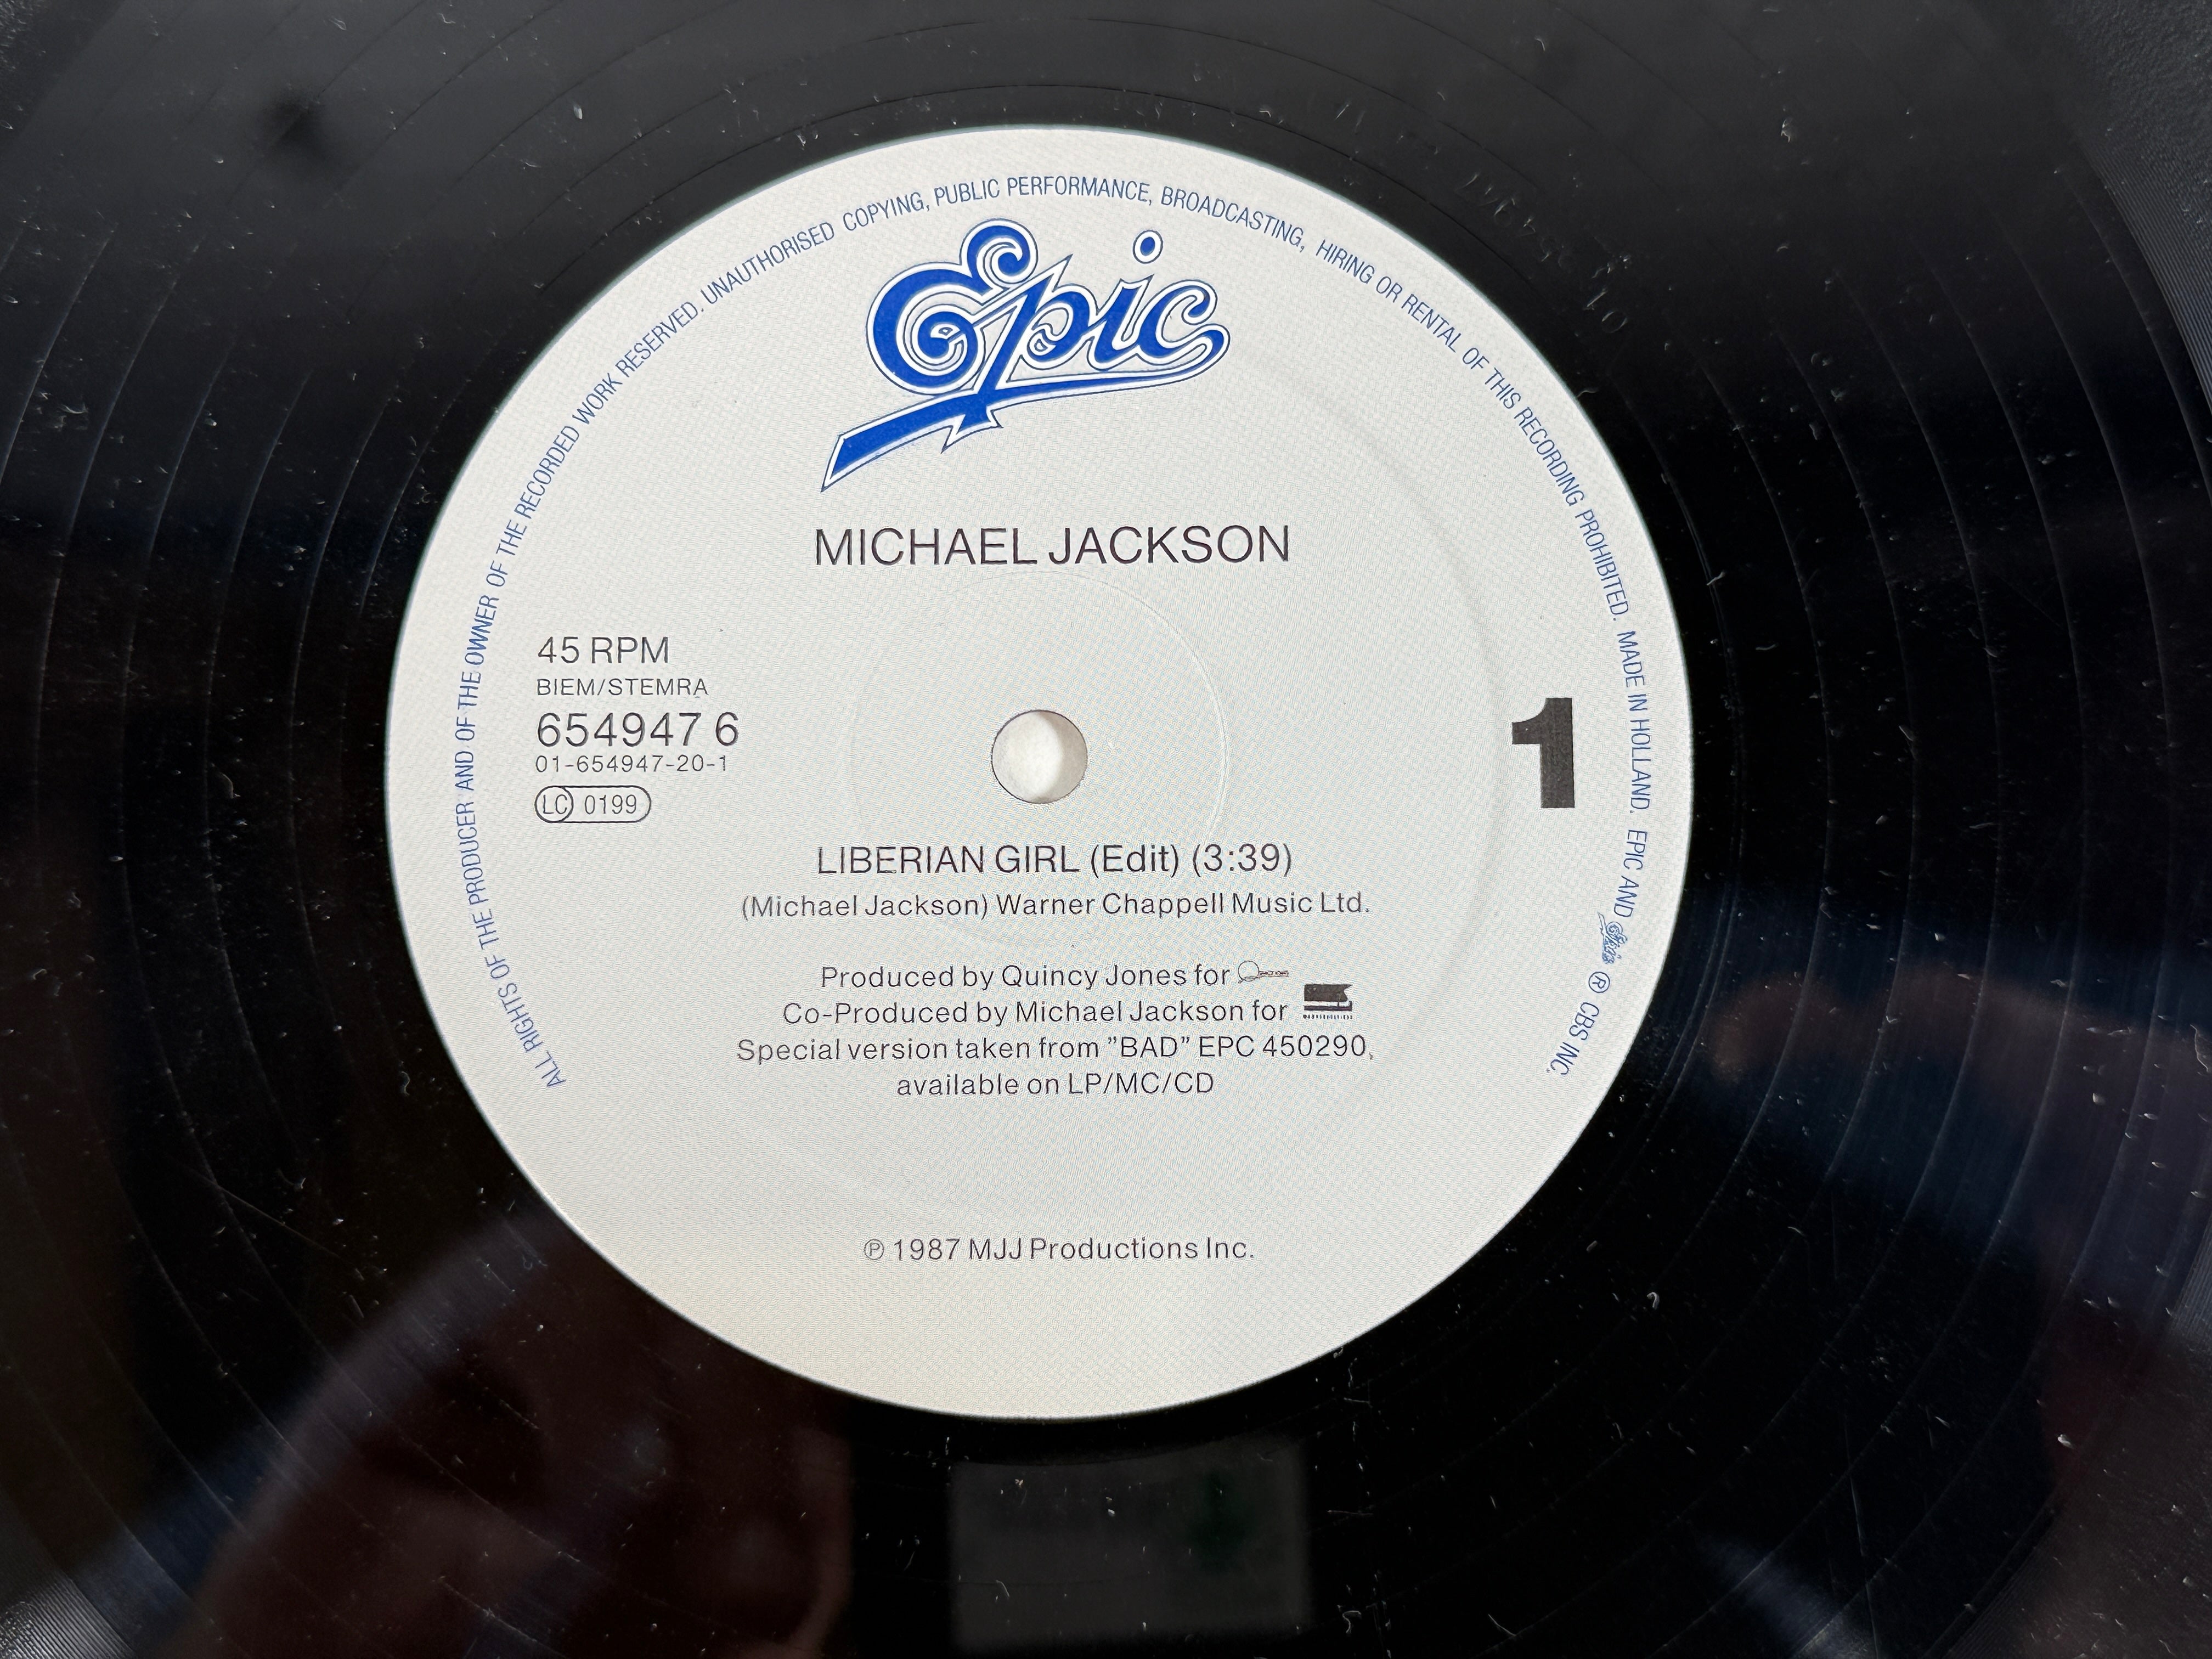 ALL RIGHTS OF THE PRODUCER AND OF THE OWNER OF THE RECORDED WORK RESERVED. UNAUTHORISED COPYING, PUBLIC PERFORMANCE, BROADCASTING, HIRING OR RENTAL OF THIS RECORDING PROHIBITED. MADE IN HOLLAND. EPIC AND Epic ® CBS INC.
Epic
MICHAEL JACKSON
45 RPM
BIEM/STEMRA
654947 6
01-654947-20-1
LC 0199
1
LIBERIAN GIRL (Edit) (3:39)
(Michael Jackson) Warner Chappell Music Ltd.
Produced by Quincy Jones for
Co-Produced by Michael Jackson for
Special version taken from ”BAD” EPC 450290,
available on LP/MC/CD
℗ 1987 MJJ Productions Inc.